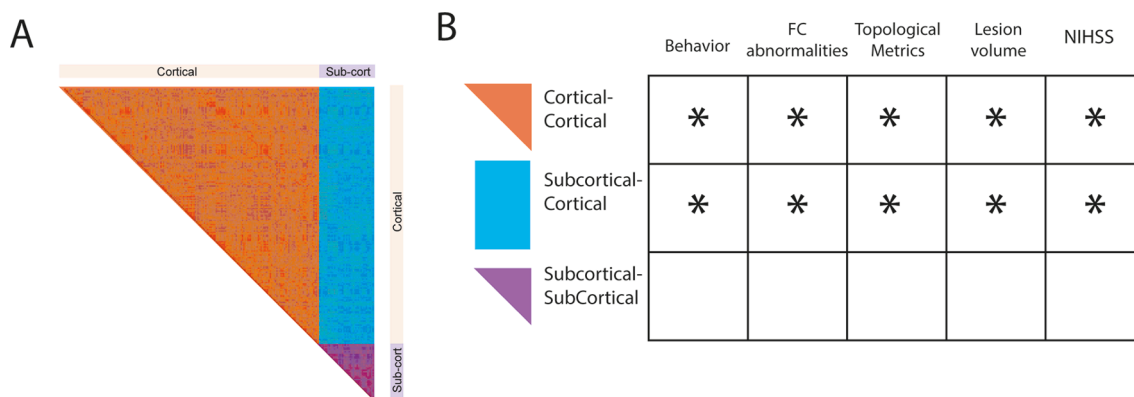 A
Cortical
Sub-cort
Cortical
Sub-cort
B
Behavior
FC
abnormalities
Topological
Metrics
Lesion
volume
NIHSS
Cortical-
Cortical
* * * * *
Subcortical-
Cortical
* * * * *
Subcortical-
SubCortical